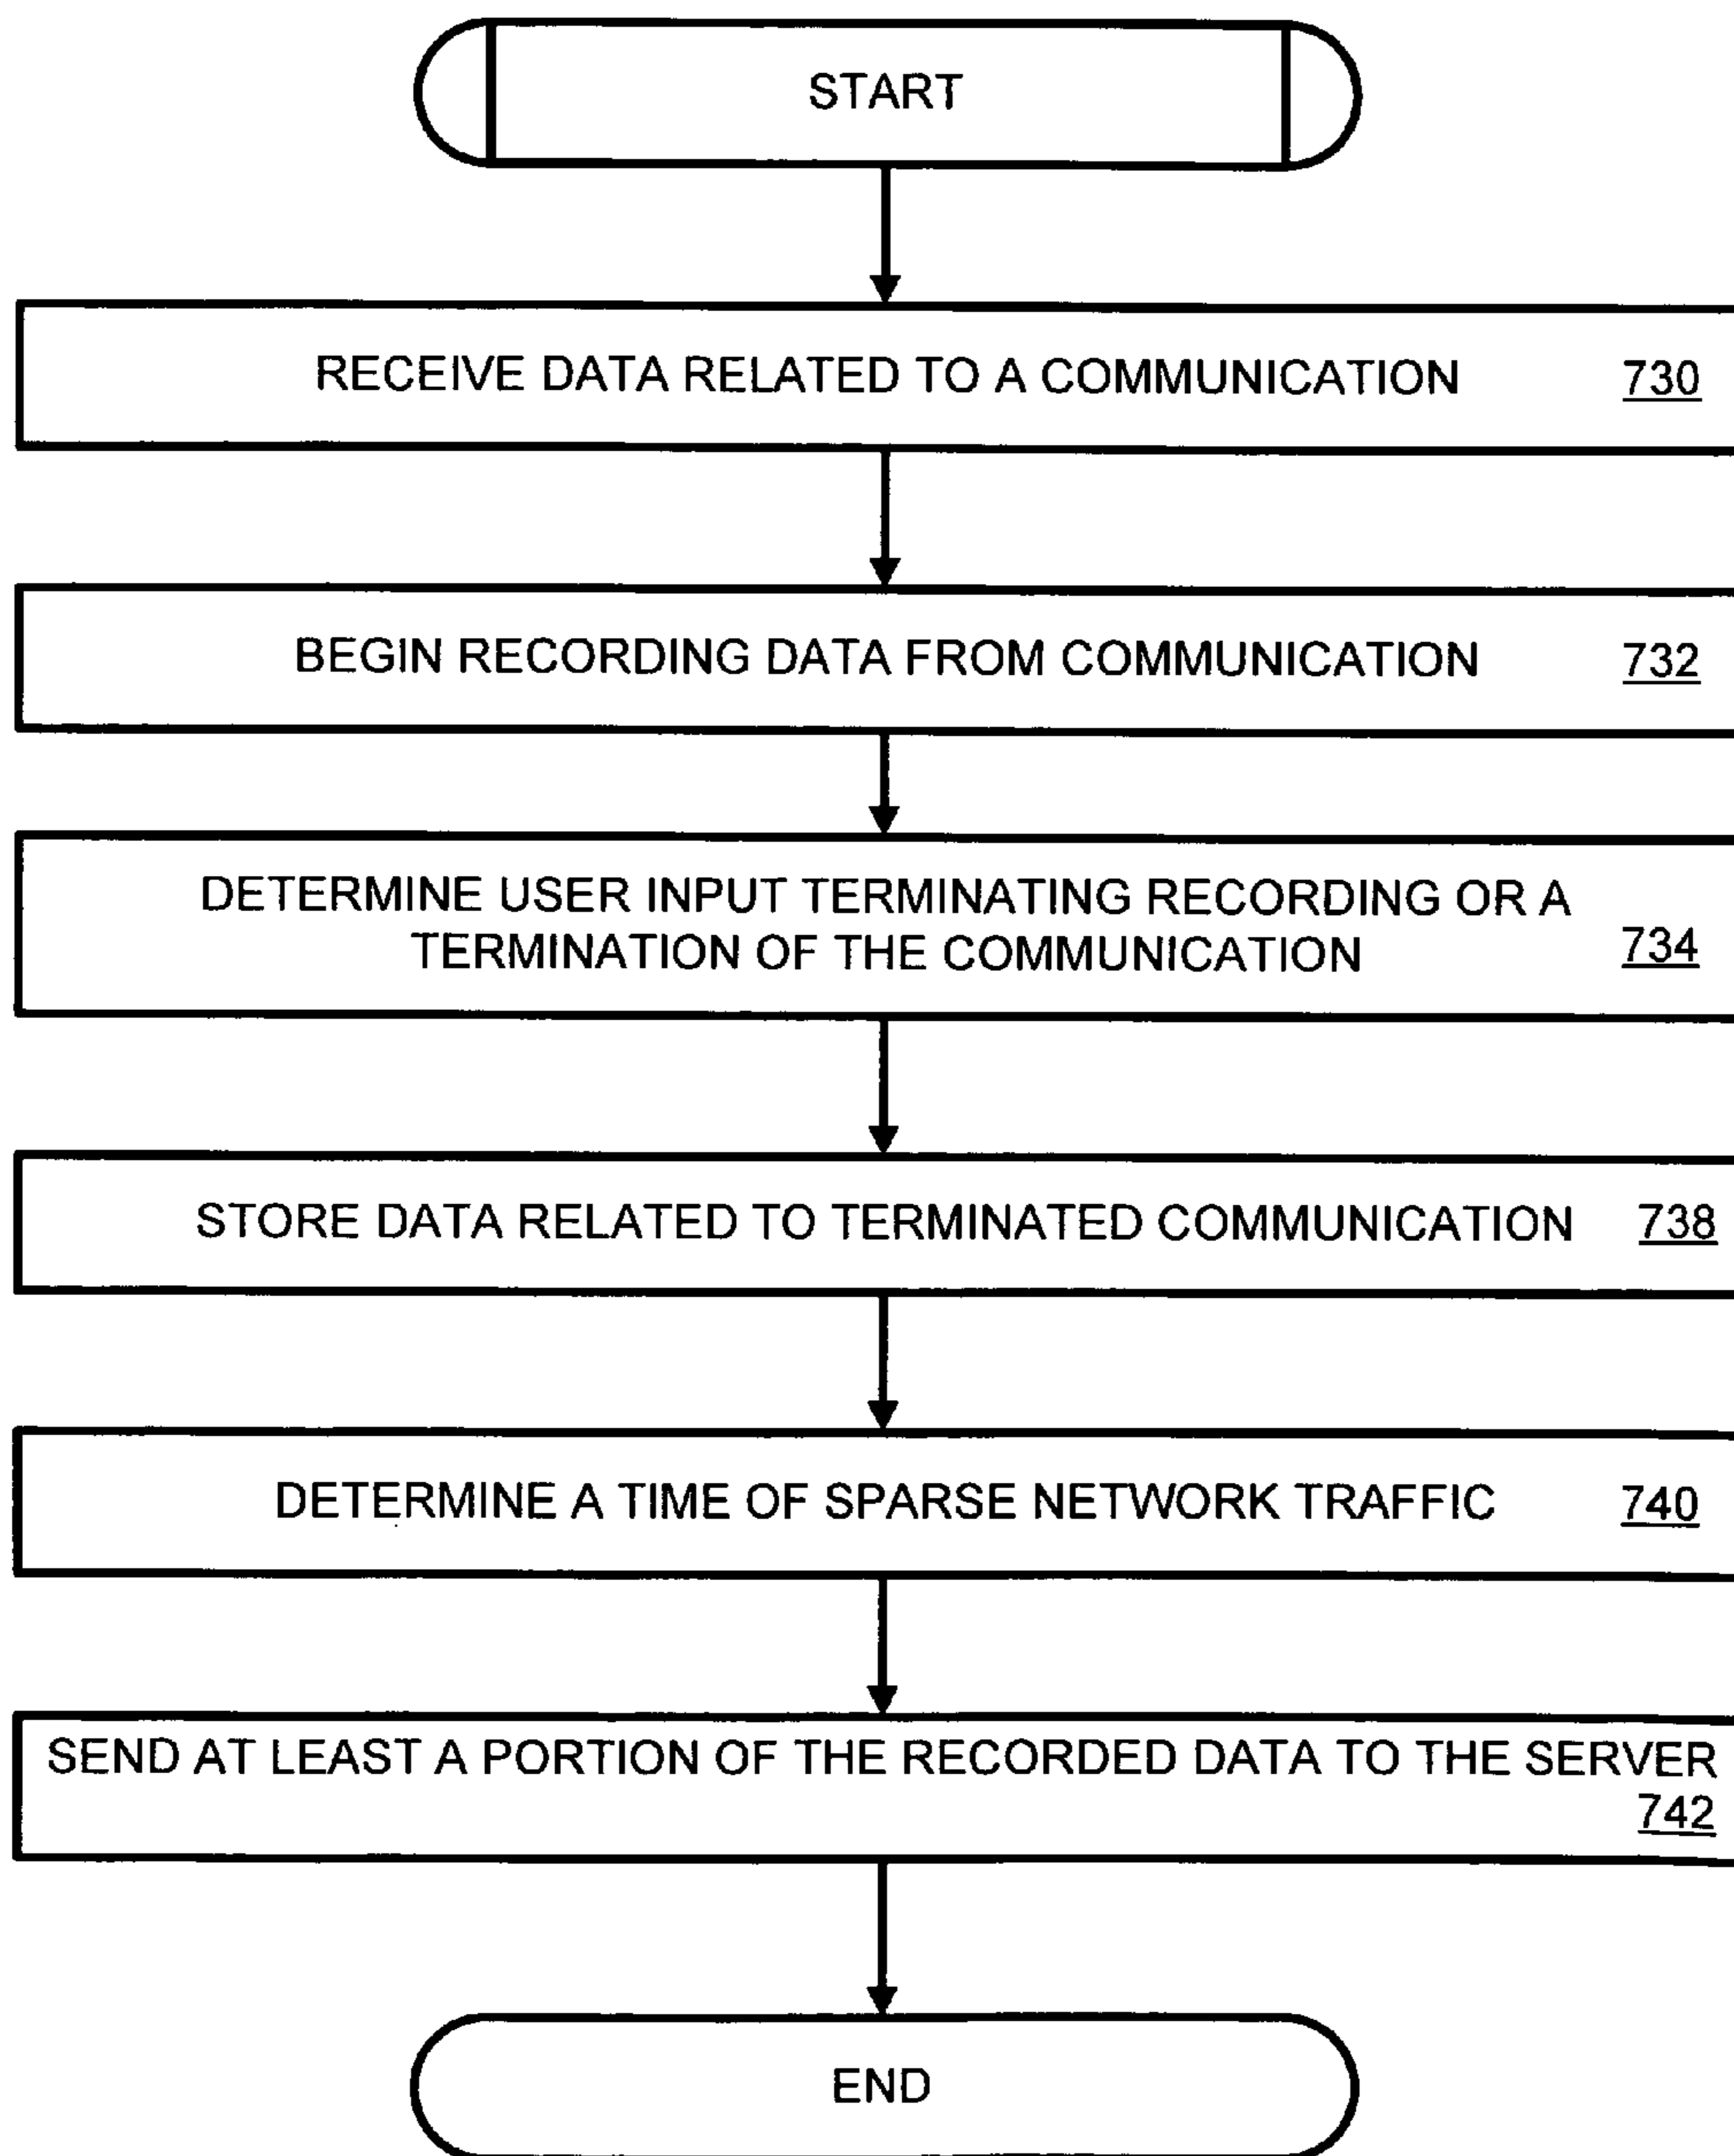 START
RECEIVE DATA RELATED TO A COMMUNICATION 730
BEGIN RECORDING DATA FROM COMMUNICATION 732
DETERMINE USER INPUT TERMINATING RECORDING OR A
TERMINATION OF THE COMMUNICATION 734
STORE DATA RELATED TO TERMINATED COMMUNICATION 738
DETERMINE A TIME OF SPARSE NETWORK TRAFFIC 740
SEND AT LEAST A PORTION OF THE RECORDED DATA TO THE SERVER
742
END